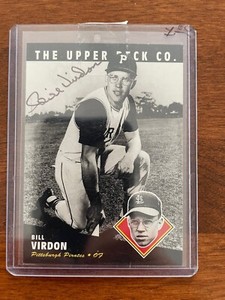 THE UPPER DECK CO.
Bill Virdon
BILL
VIRDON
Pittsburgh Pirates • OF